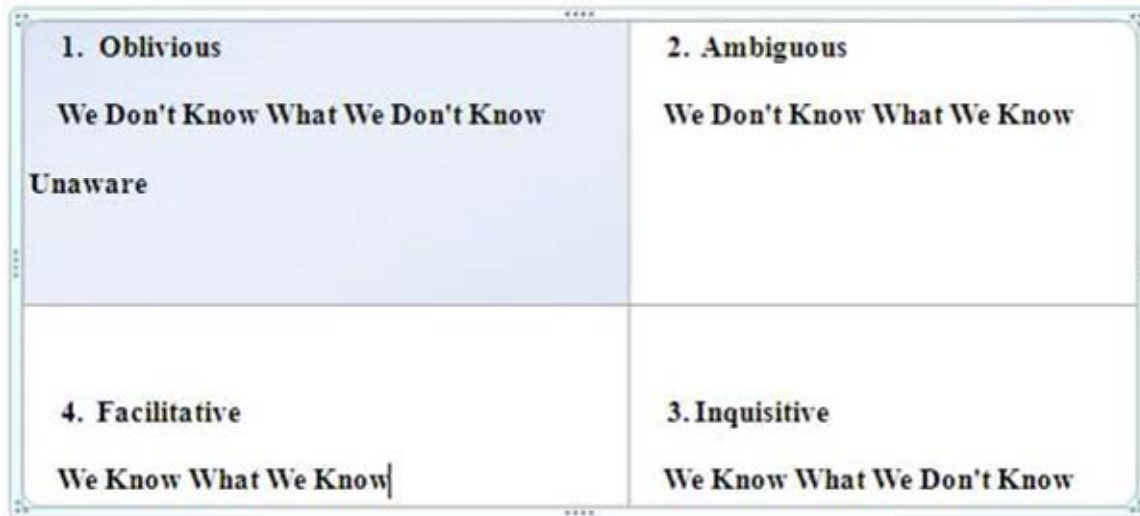 1. Oblivious
We Don't Know What We Don't Know
Unaware
2. Ambiguous
We Don't Know What We Know
4. Facilitative
We Know What We Know
3. Inquisitive
We Know What We Don't Know